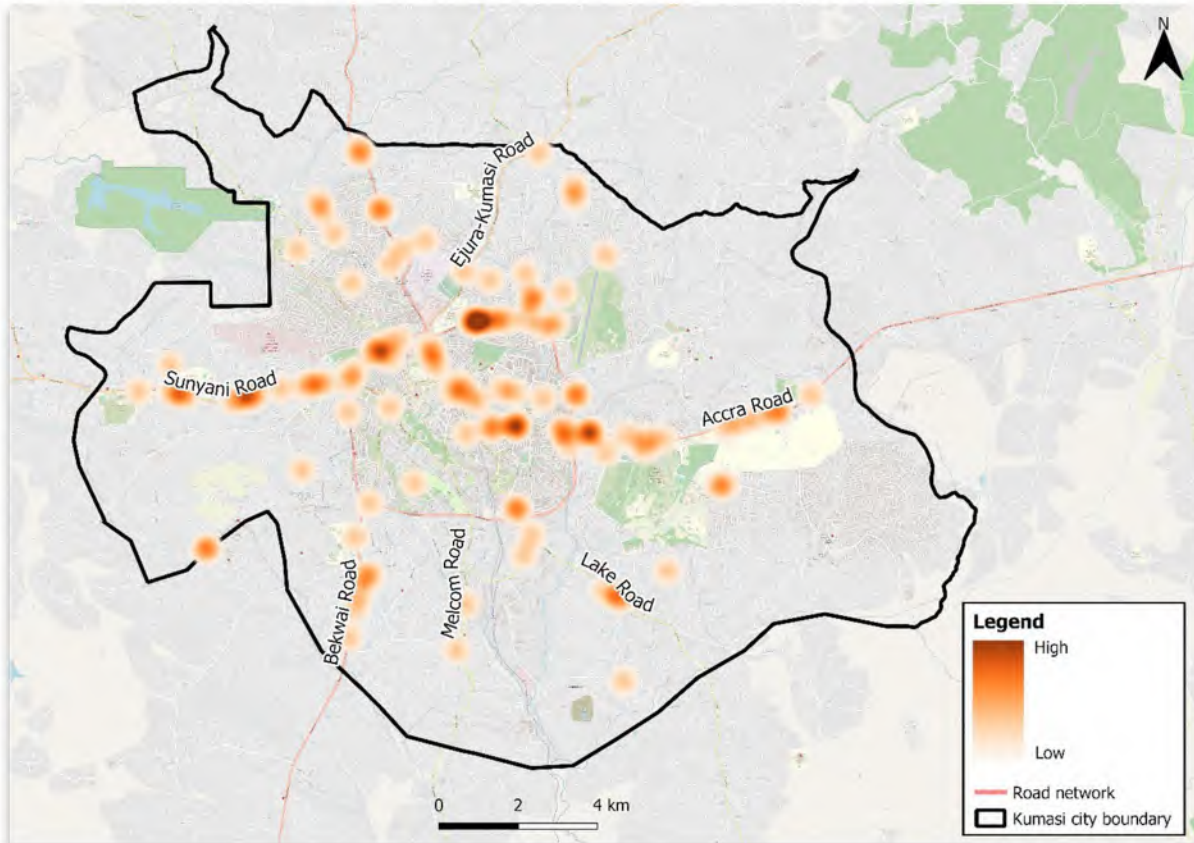 N
Ejura-Kumasi Road
Sunyani Road
Accra Road
Bekwai Road
Melcom Road
Lake Road
Legend
High
Low
Road network
Kumasi city boundary
0 2 4 km